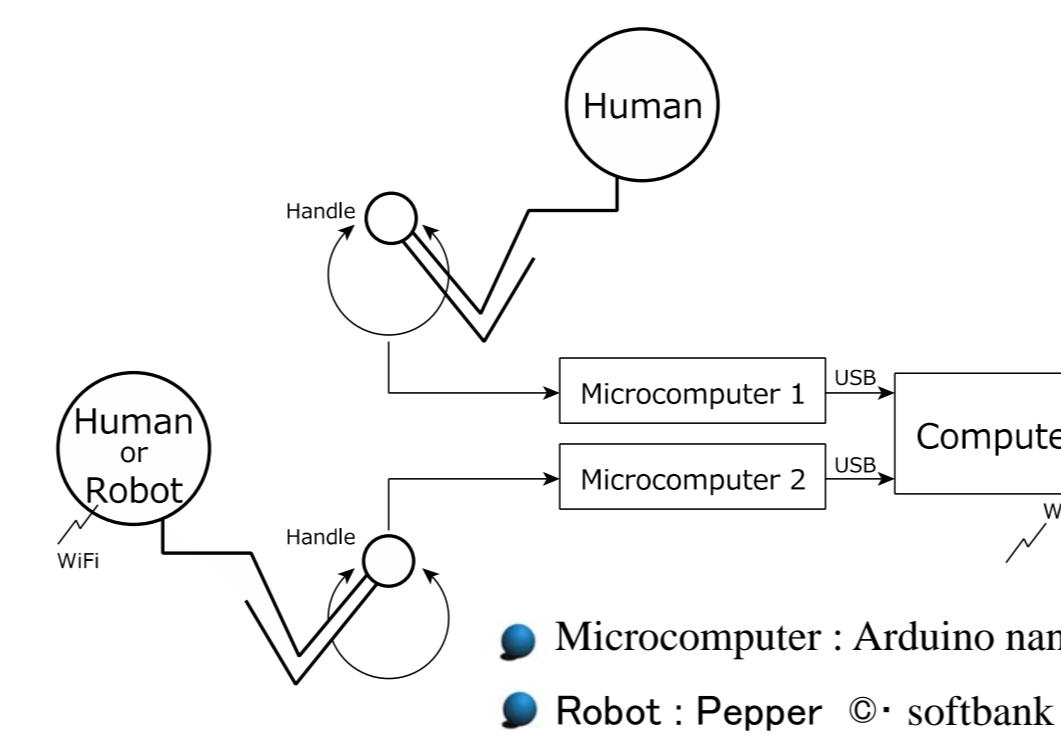 Human
Handle
Microcomputer 1
USB
Human
or
Robot
WiFi
Microcomputer 2
USB
Handle
Microcomputer : Arduino
Robot : Pepper ©・ softbank